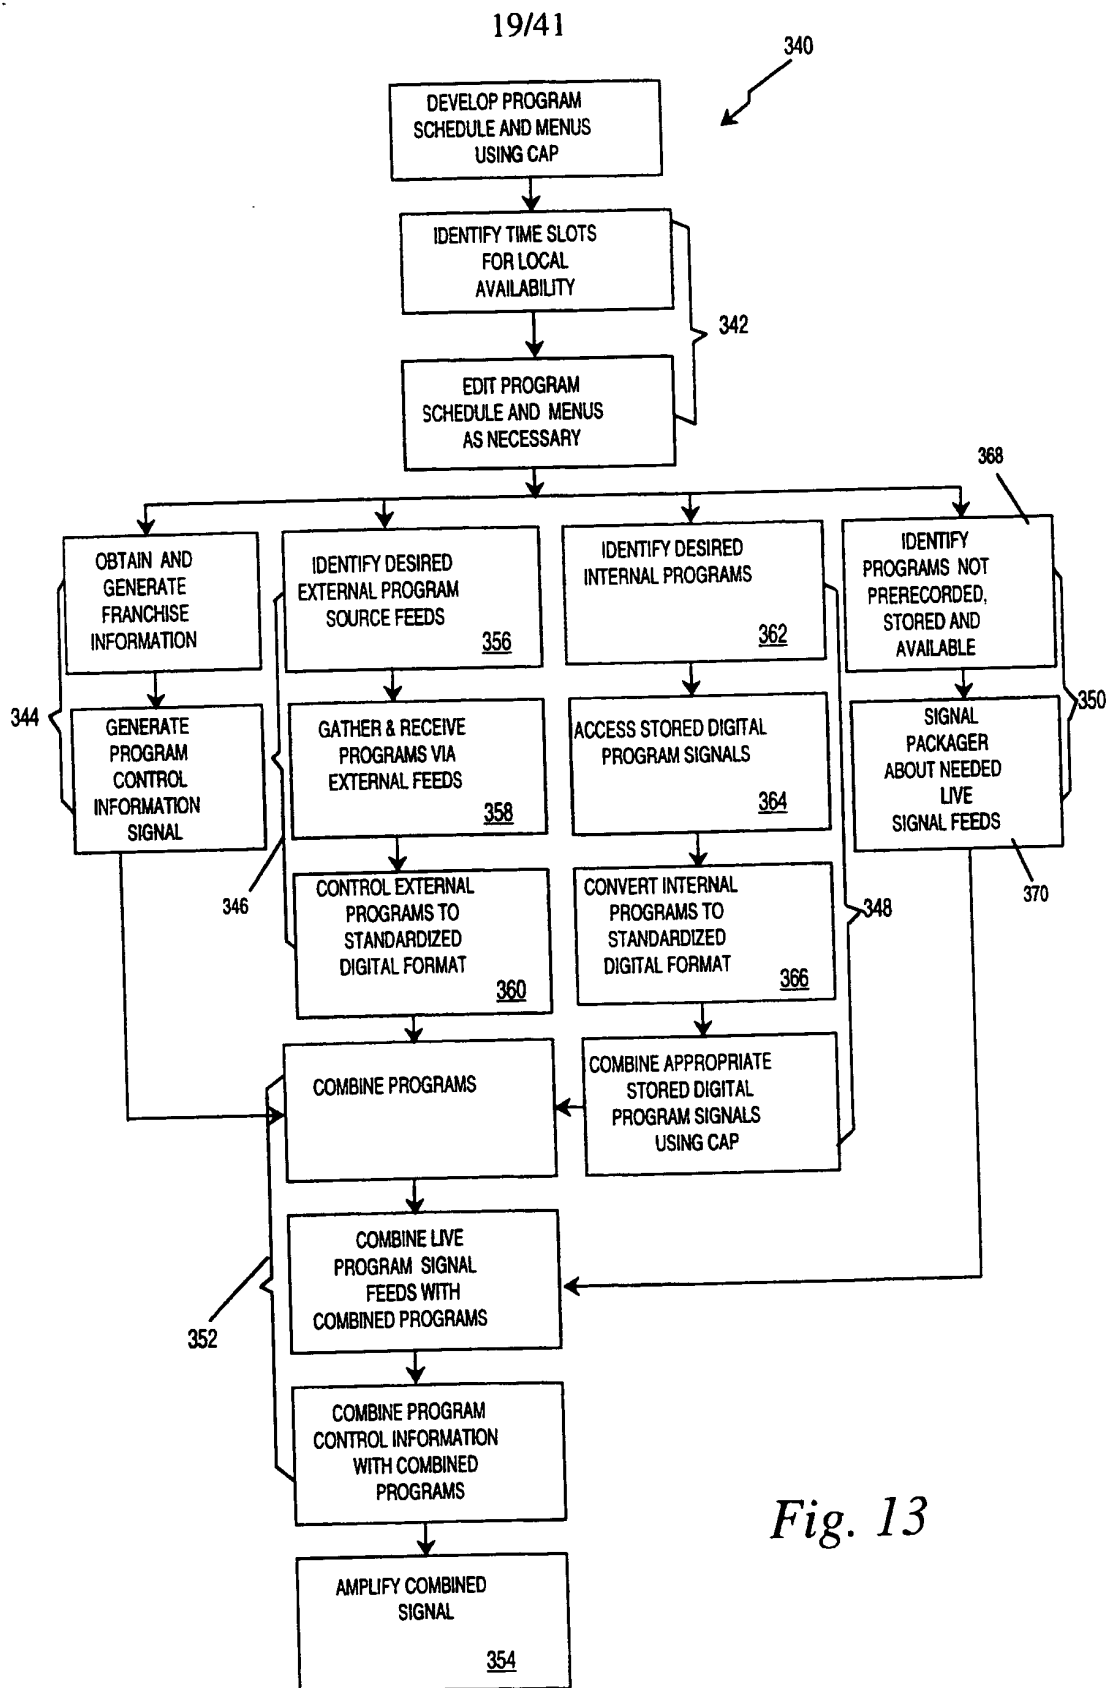 19/41
340
DEVELOP PROGRAM
SCHEDULE AND MENUS
USING CAP
IDENTIFY TIME SLOTS
FOR LOCAL
AVAILABILITY
342
EDIT PROGRAM
SCHEDULE AND MENUS
AS NECESSARY
368
OBTAIN AND
GENERATE
FRANCHISE
INFORMATION
IDENTIFY DESIRED
EXTERNAL PROGRAM
SOURCE FEEDS
356
IDENTIFY DESIRED
INTERNAL PROGRAMS
362
IDENTIFY
PROGRAMS NOT
PRERECORDED,
STORED AND
AVAILABLE
344
350
GENERATE
PROGRAM
CONTROL
INFORMATION
SIGNAL
GATHER & RECEIVE
PROGRAMS VIA
EXTERNAL FEEDS
358
ACCESS STORED DIGITAL
PROGRAM SIGNALS
364
SIGNAL
PACKAGER
ABOUT NEEDED
LIVE
SIGNAL FEEDS
370
346
CONTROL EXTERNAL
PROGRAMS TO
STANDARDIZED
DIGITAL FORMAT
360
CONVERT INTERNAL
PROGRAMS TO
STANDARDIZED
DIGITAL FORMAT
366
348
COMBINE PROGRAMS
COMBINE APPROPRIATE
STORED DIGITAL
PROGRAM SIGNALS
USING CAP
COMBINE LIVE
PROGRAM SIGNAL
FEEDS WITH
COMBINED PROGRAMS
352
COMBINE PROGRAM
CONTROL INFORMATION
WITH COMBINED
PROGRAMS
Fig. 13
AMPLIFY COMBINED
SIGNAL
354